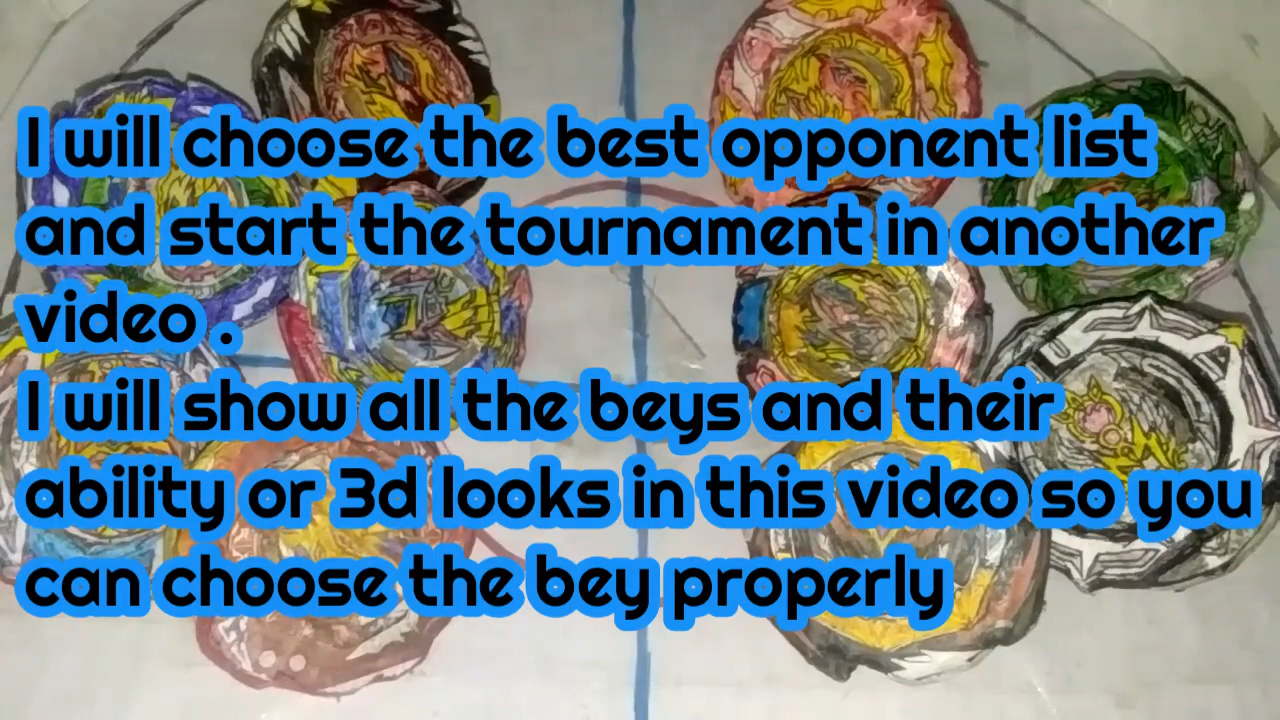 I will choose the best opponent list
and start the tournament in another
video .
I will show all the beys and their
ability or 3d looks in this video so you
can choose the bey properly